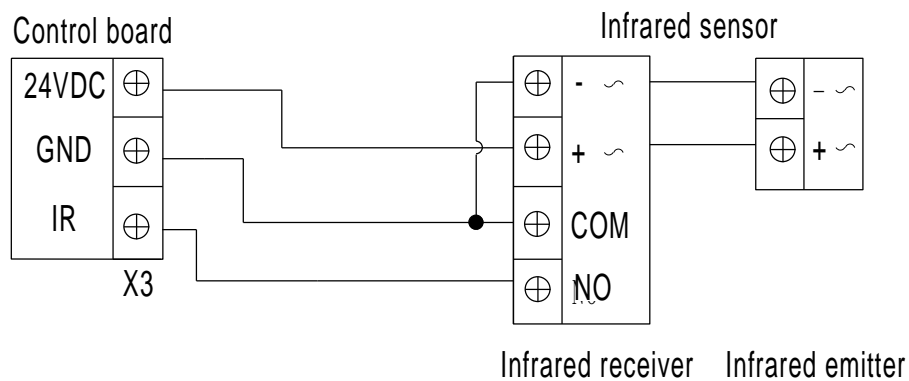 Control board
Infrared sensor
24VDC
GND
IR
X3
- ~
+ ~
COM
NO
- ~
+ ~
Infrared receiver
Infrared emitter